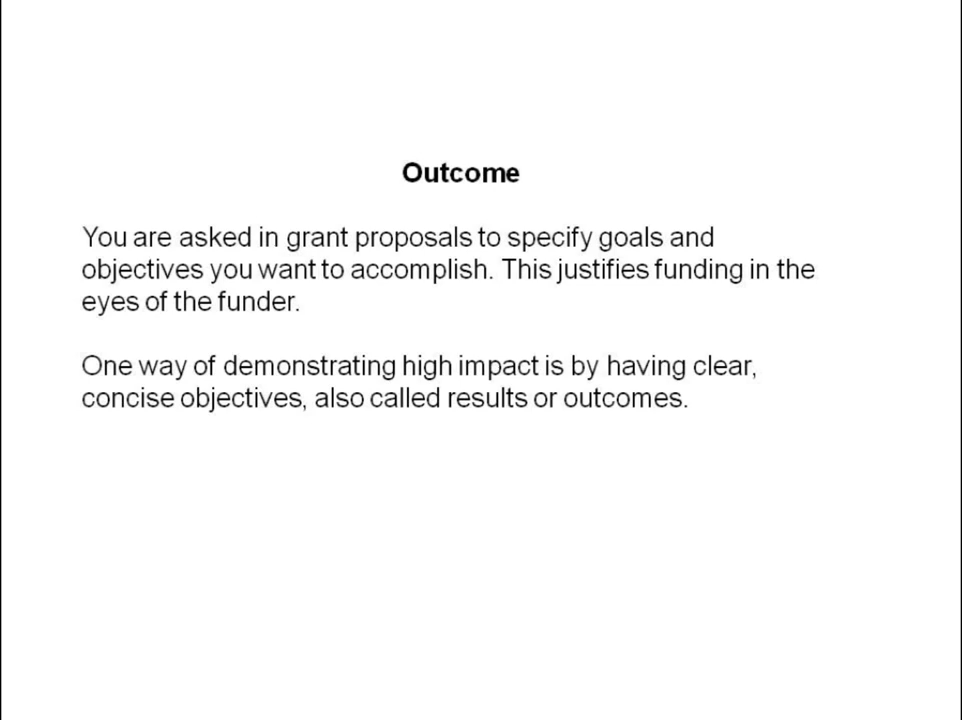 Outcome
You are asked in grant proposals to specify goals and
objectives you want to accomplish. This justifies funding in the
eyes of the funder.
One way of demonstrating high impact is by having clear,
concise objectives, also called results or outcomes.